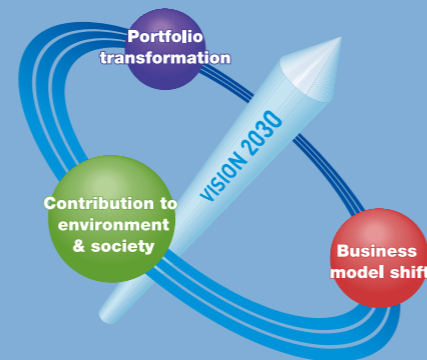 Portfolio
transformation
VISION 2030
Contribution to
environment
& society
Business
model shift